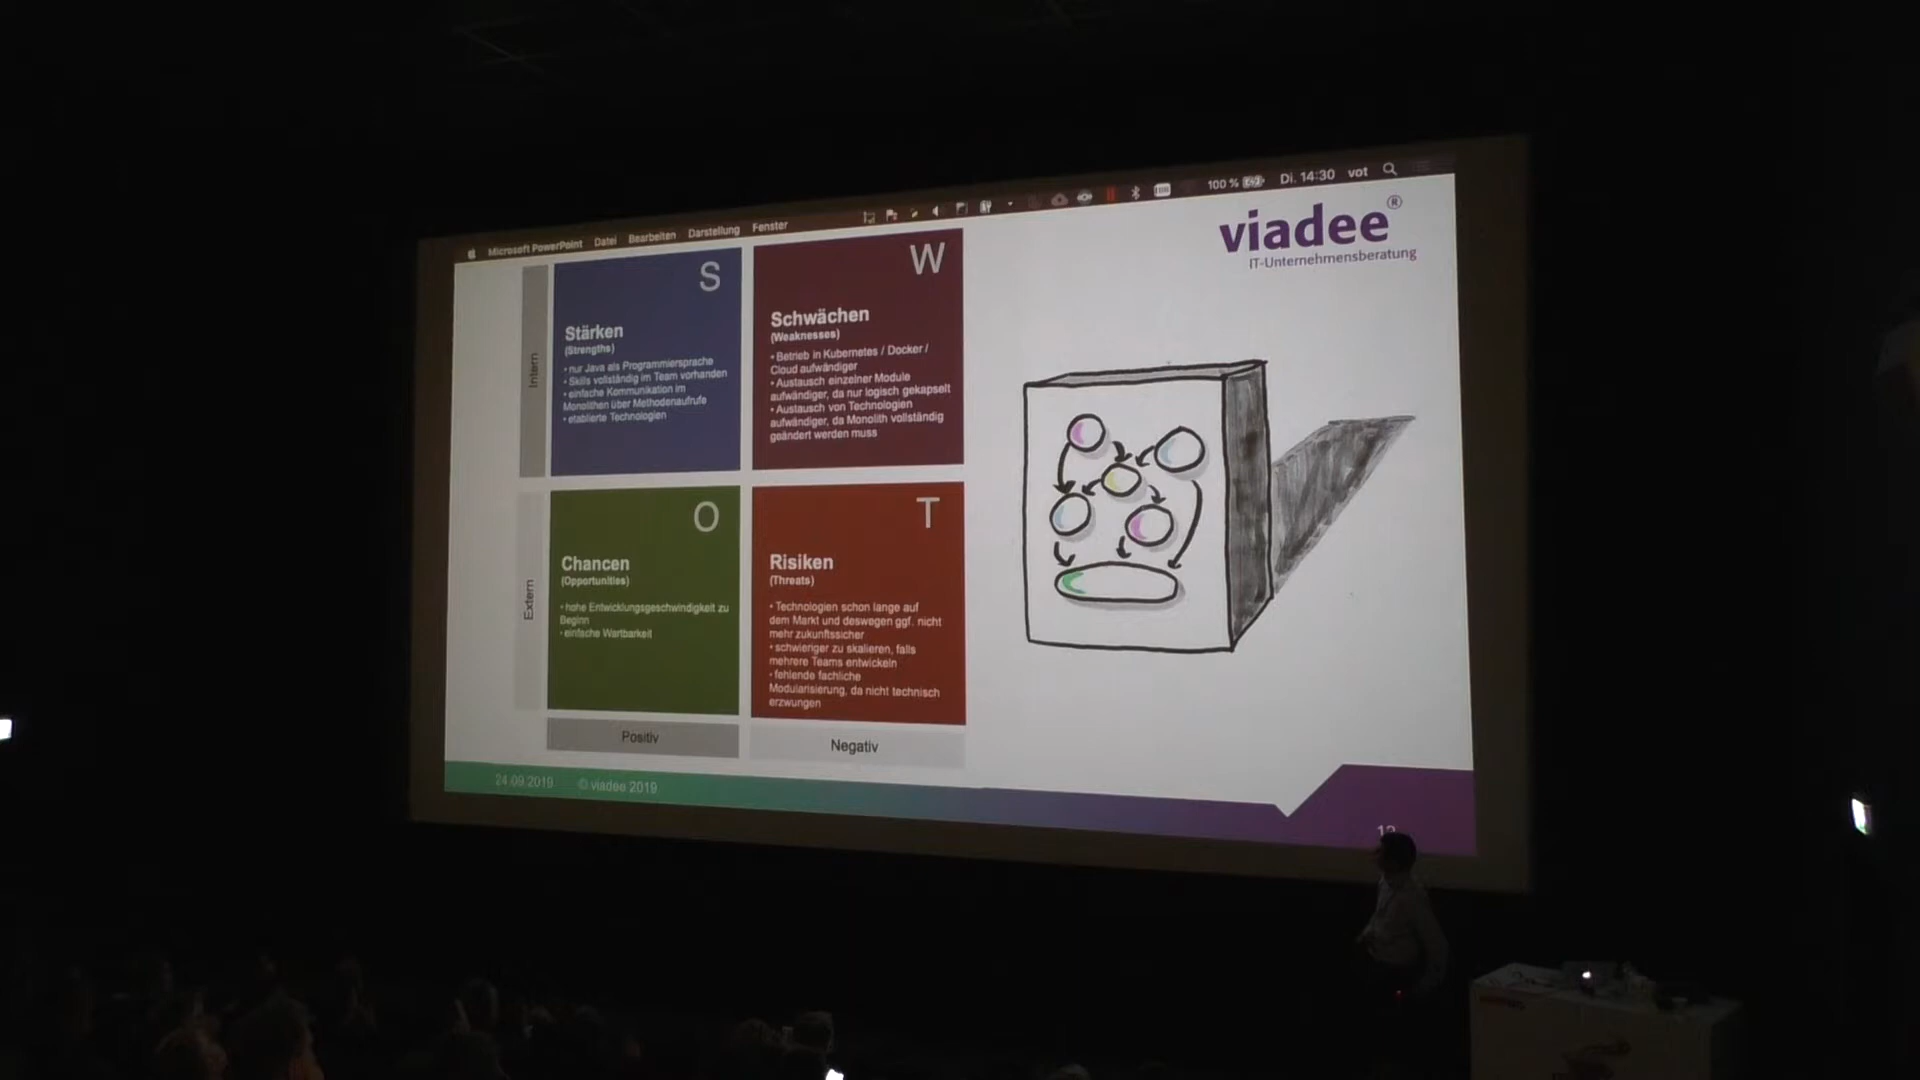 Microsoft PowerPoint Datei Bearbeiten Darstellung Fenster
100 % Di. 14:30 vot
viadee®
IT-Unternehmensberatung
Intern
S
Stärken
(Strengths)
• nur Java als Programmiersprache
• Skills vollständig im Team vorhanden
• einfache Kommunikation im
Monolithen über Methodenaufrufe
• etablierte Technologien
W
Schwächen
(Weaknesses)
• Betrieb in Kubernetes / Docker /
Cloud aufwändiger
• Austausch einzelner Module
aufwändiger, da nur logisch gekapselt
• Austausch von Technologien
aufwändiger, da Monolith vollständig
geändert werden muss
Extern
O
Chancen
(Opportunities)
• hohe Entwicklungsgeschwindigkeit zu
Beginn
• einfache Wartbarkeit
T
Risiken
(Threats)
• Technologien schon lange auf
dem Markt und deswegen ggf. nicht
mehr zukunftssicher
• schwieriger zu skalieren, falls
mehrere Teams entwickeln
• fehlende fachliche
Modularisierung, da nicht technisch
erzwungen
Positiv
Negativ
24.09.2019 © viadee 2019